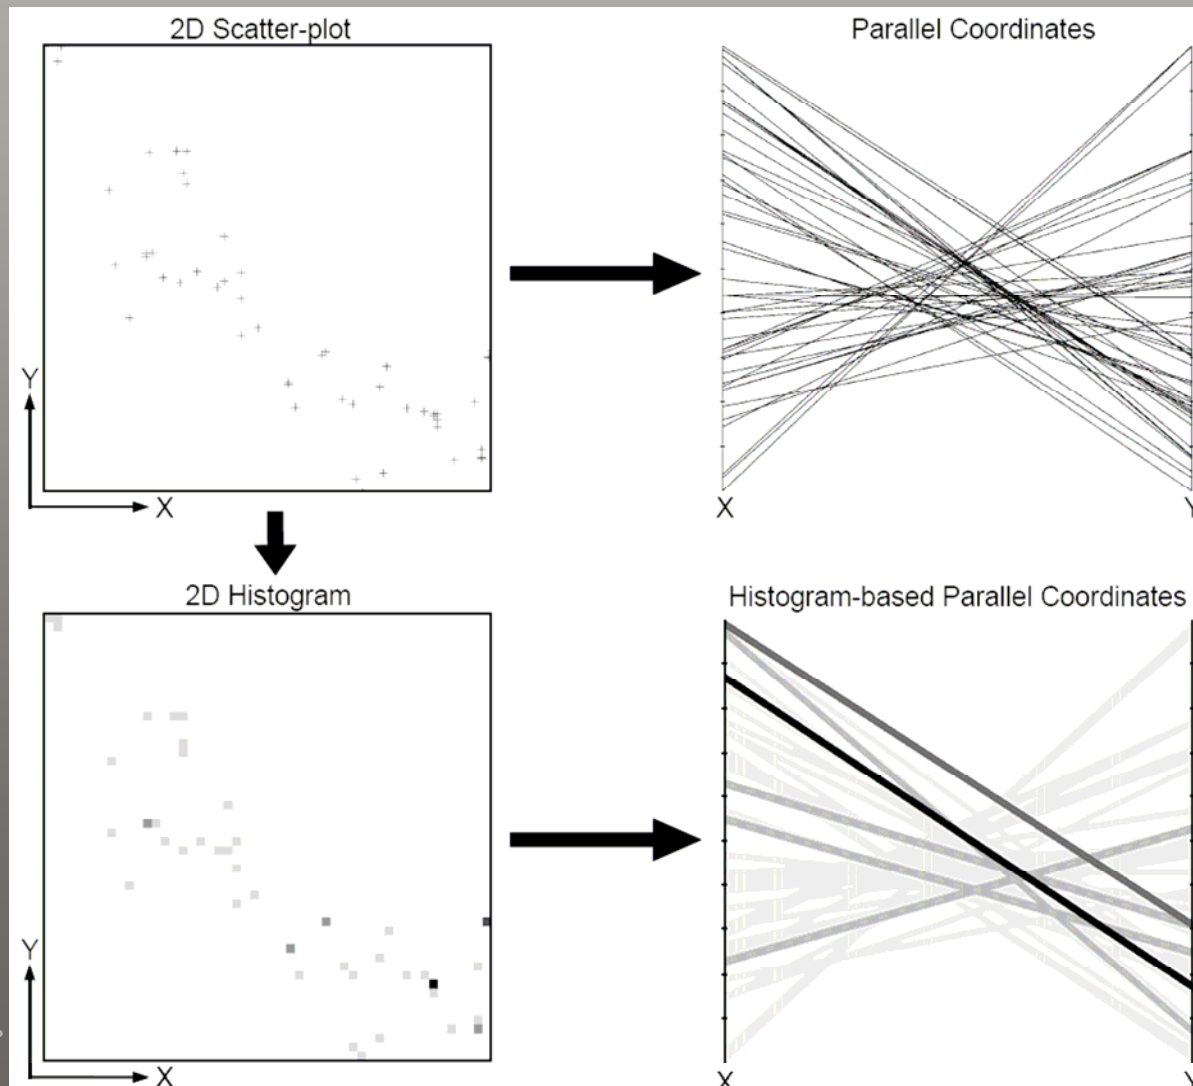 2D Scatter-plot
Parallel Coordinates
Y
X
X
Y
2D Histogram
Histogram-based Parallel Coordinates
Y
X
X
Y